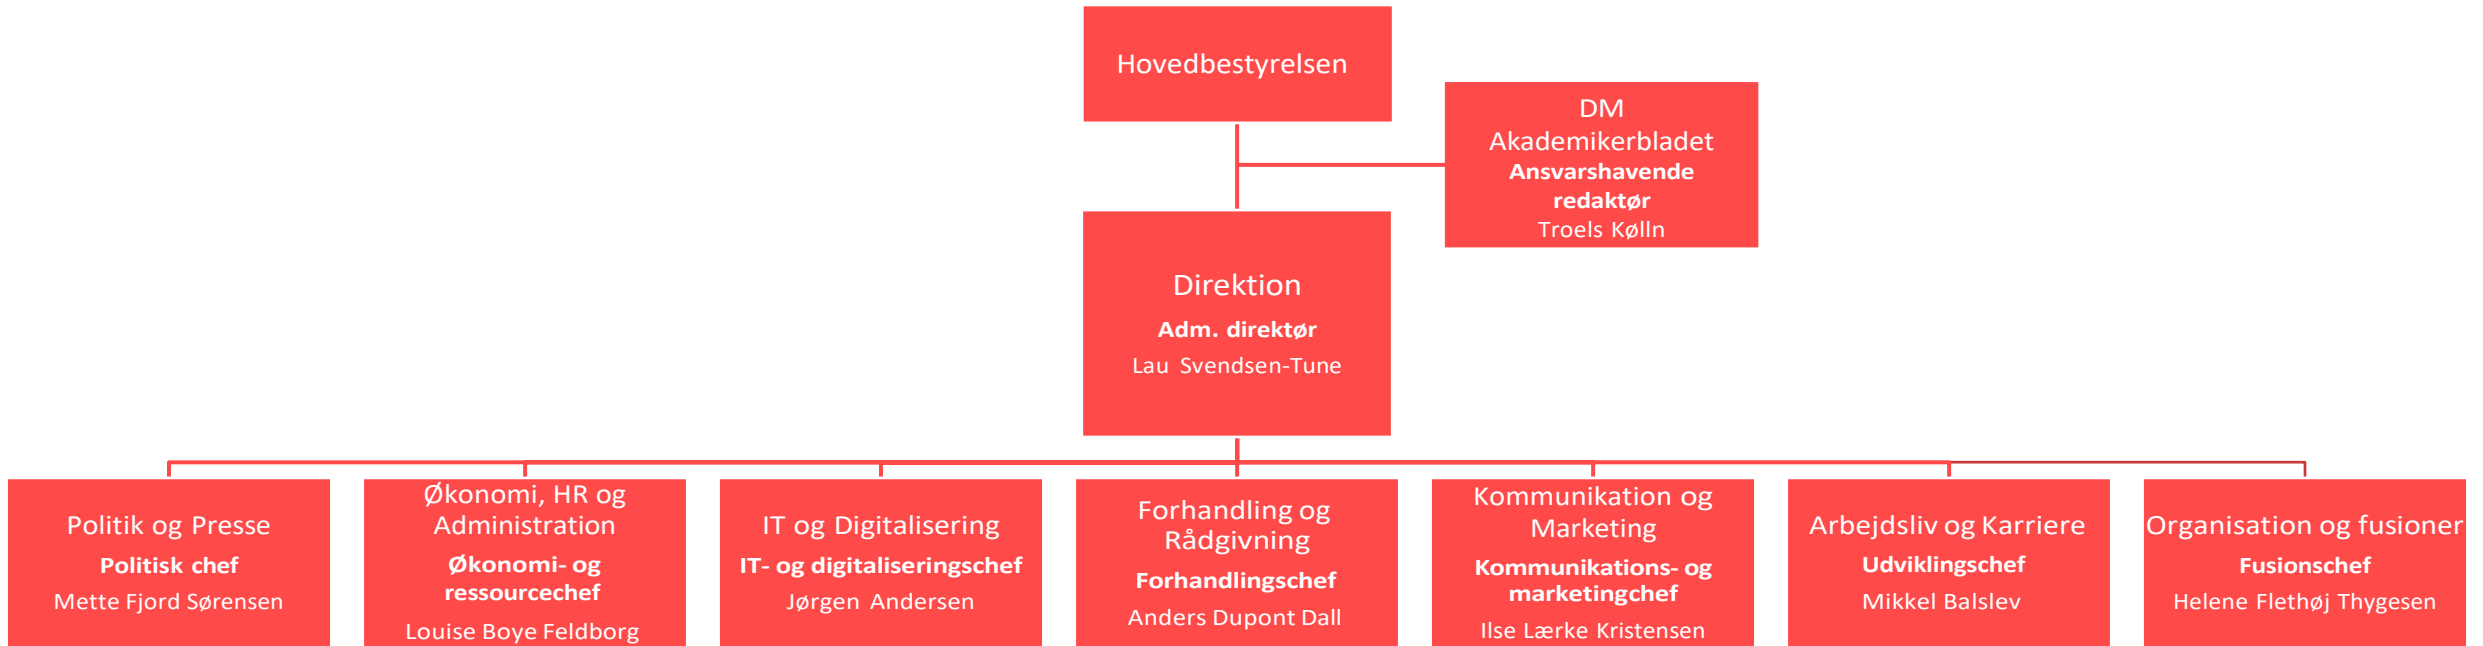 Hovedbestyrelsen
DM
Akademikerbladet
Ansvarshavende
redaktør
Troels Kølln
Direktion
Adm. direktør
Lau Svendsen-Tune
Politik og Presse
Politisk chef
Mette Fjord Sørensen
Økonomi, HR og
Administration
Økonomi- og
ressourcechef
Louise Boye Feldborg
IT og Digitalisering
IT- og digitaliseringschef
Jørgen Andersen
Forhandling og
Rådgivning
Forhandlingschef
Anders Dupont Dall
Kommunikation og
Marketing
Kommunikations- og
marketingchef
Ilse Lærke Kristensen
Arbejdsliv og Karriere
Udviklingschef
Mikkel Balslev
Organisation og fusioner
Fusionschef
Helene Flethøj Thygesen